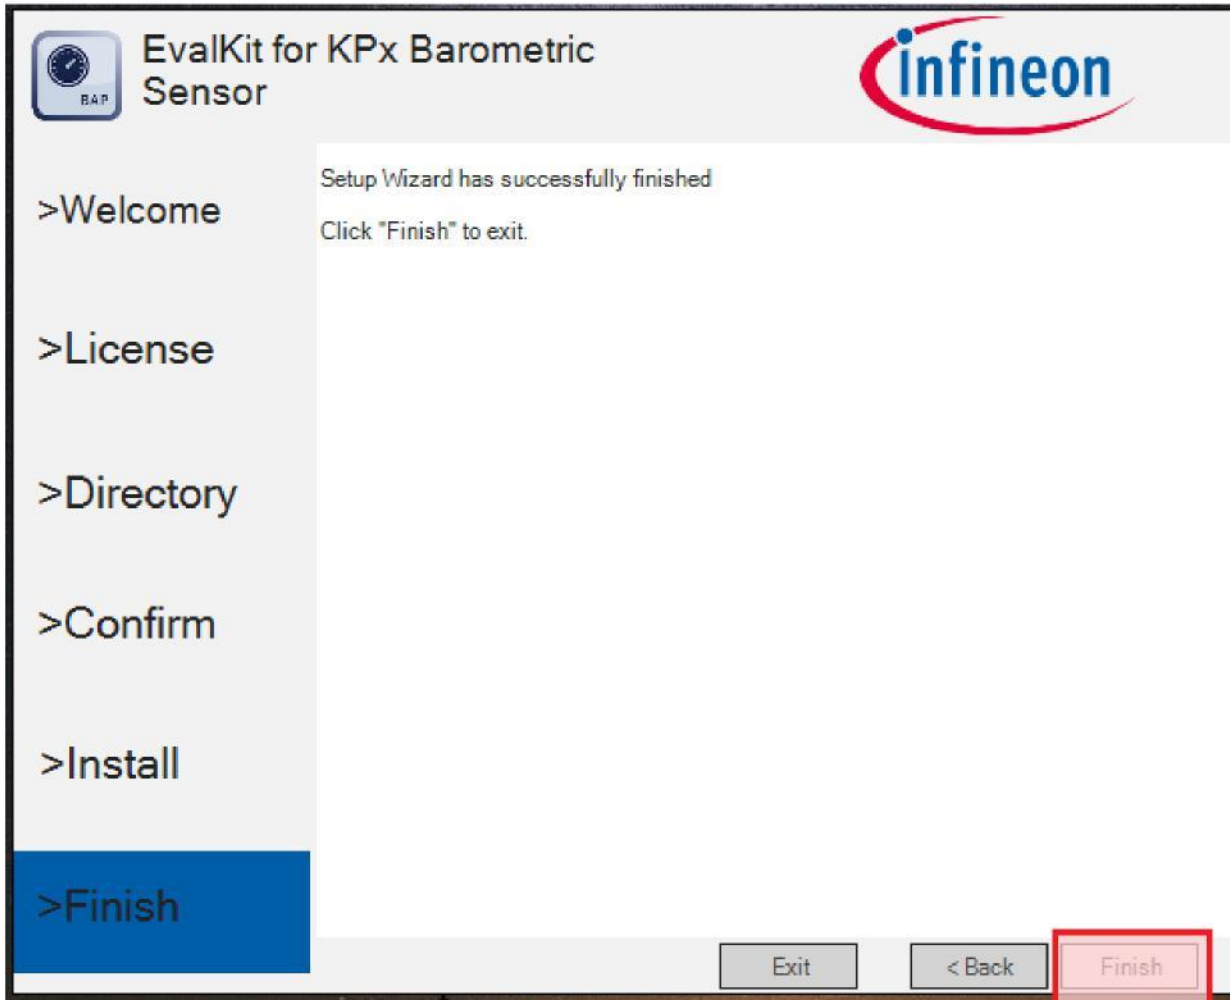 EvalKit for KPx Barometric
Sensor
BAP
infineon
>Welcome
>License
>Directory
>Confirm
>Install
>Finish
Setup Wizard has successfully finished
Click "Finish" to exit.
Exit
< Back
Finish